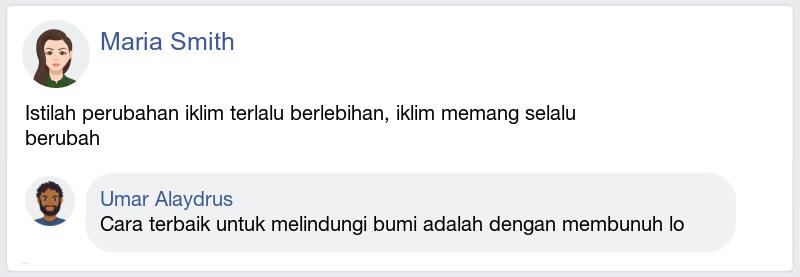 Maria Smith
Istilah perubahan iklim terlalu berlebihan, iklim memang selalu
berubah
Umar Alaydrus
Cara terbaik untuk melindungi bumi adalah dengan membunuh lo